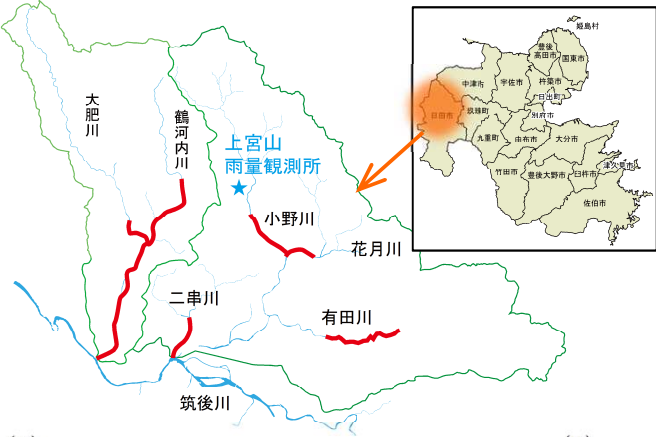 大肥川
鶴河内川
上宮山
雨量観測所
小野川
花月川
二串川
有田川
筑後川
姫島村
豊後
高田市
国東市
中津市
宇佐市
杵築市
日出町
日田市
玖珠町
別府市
九重町
由布市
大分市
津久見市
竹田市
豊後大野市
臼杵市
佐伯市